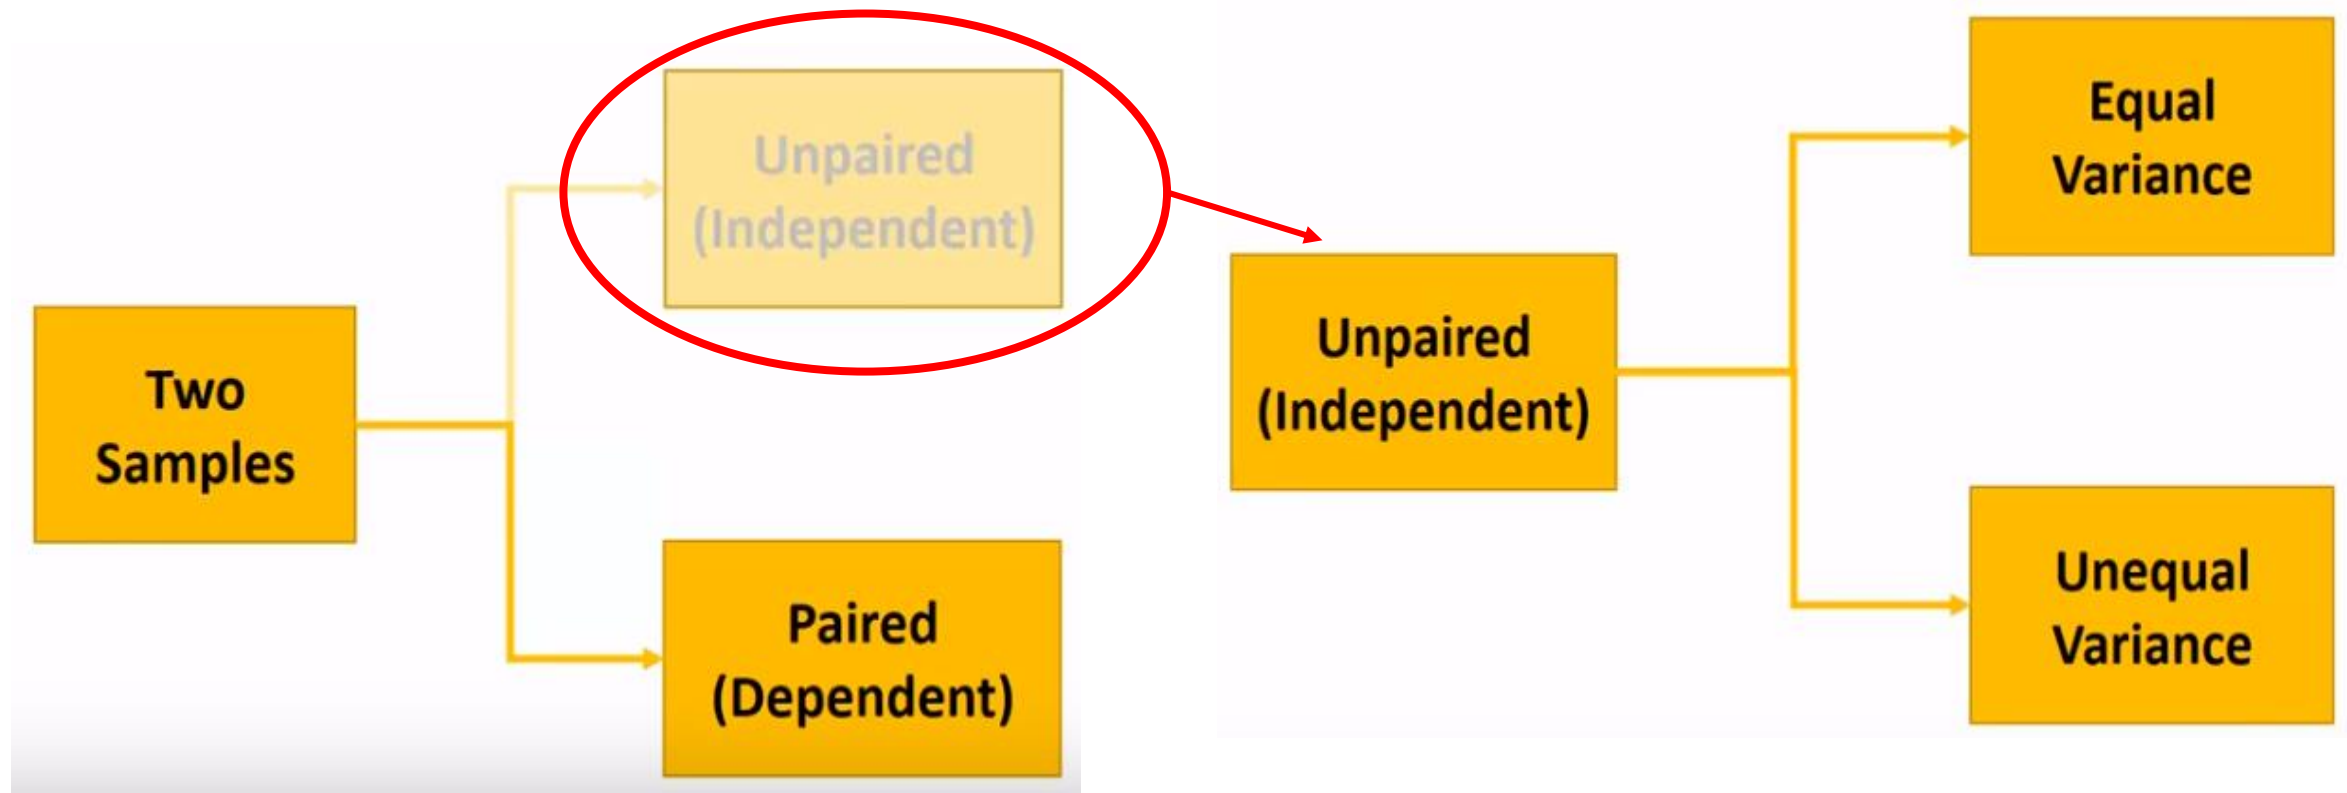 Two
Samples
Unpaired
(Independent)
Paired
(Dependent)
Unpaired
(Independent)
Equal
Variance
Unequal
Variance